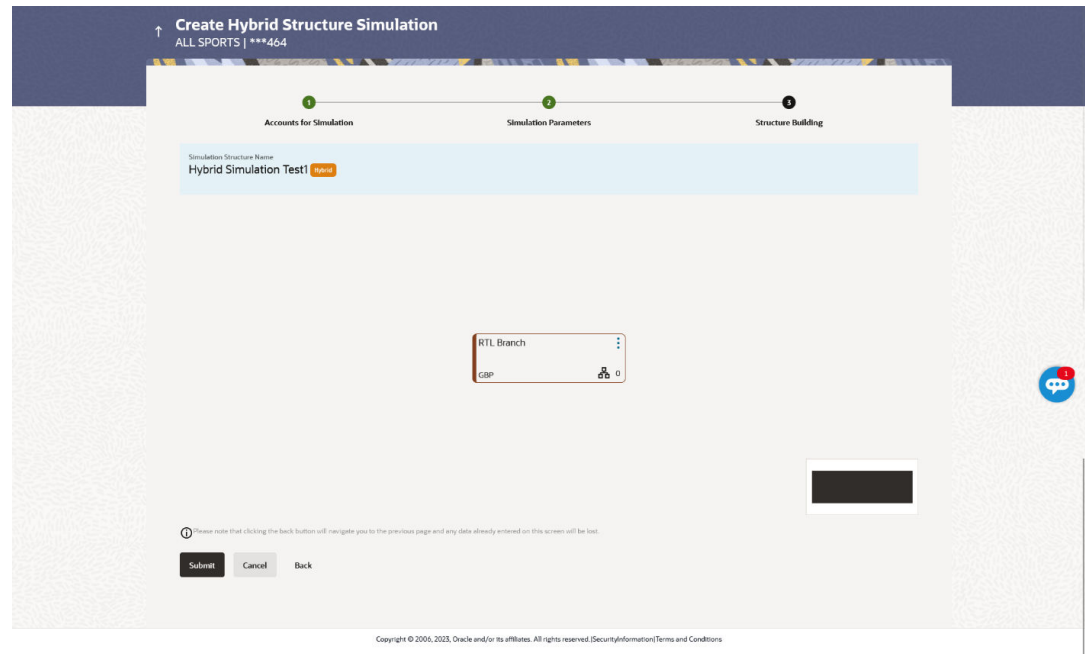 Create Hybrid Structure Simulation
ALL SPORTS | ***464
1
2
3
Accounts for Simulation
Simulation Parameters
Structure Building
Simulation Structure Name
Hybrid Simulation Test1 Hybrid
RTL Branch
GBP 0
1
Please note that clicking the back button will navigate you to the previous page and any data already entered on this screen will be lost.
Submit Cancel Back
Copyright © 2006, 2023, Oracle and/or its affiliates. All rights reserved.|SecurityInformation|Terms and Conditions